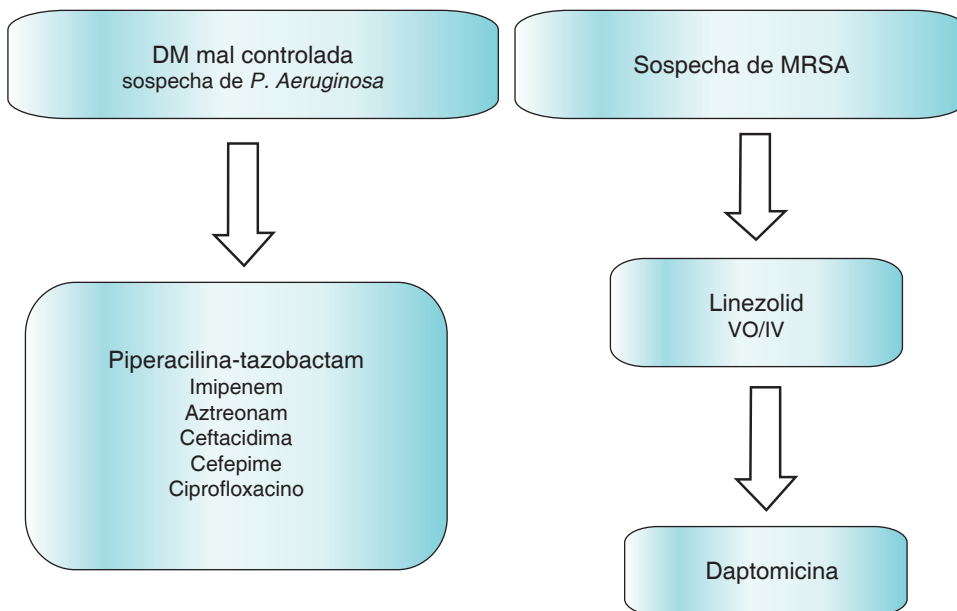 DM mal controlada
sospecha de P. Aeruginosa
Sospecha de MRSA
Piperacilina-tazobactam
Imipenem
Aztreonam
Ceftacidima
Cefepime
Ciprofloxacino
Linezolid
VO/IV
Daptomicina